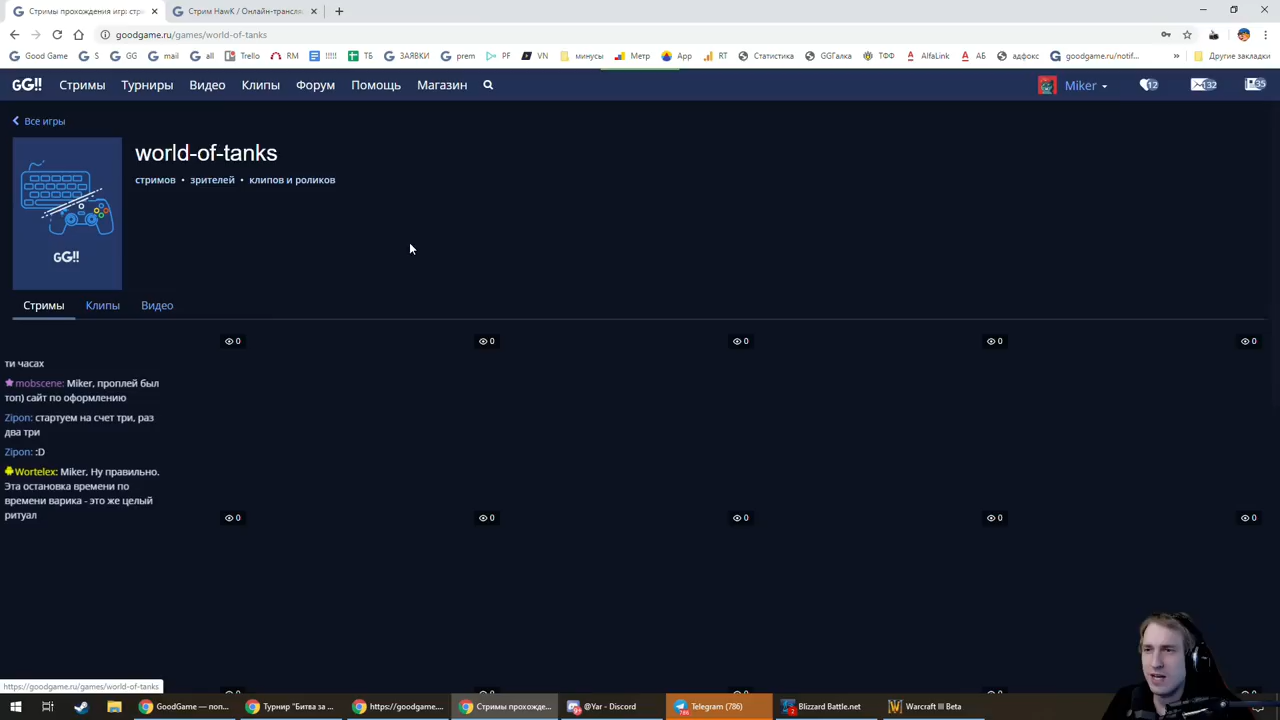 Стримы прохождения игр: ст
Стрим HawK / Онлайн-трансля
goodgame.ru/games/world-of-tanks
Good Game
S
GG
mail
all
Trello
RM
!!!!
ТБ
ЗАЯВКИ
prem
PF
VN
минусы
Метр
App
RT
Статистика
GGГалка
ТФФ
AlfaLink
АБ
адфокс
goodgame.ru/notif...
»
Другие закладки
GG!! Стримы Турниры Видео Клипы Форум Помощь Магазин
Miker
12
132
35
Все игры
world-of-tanks
стримов • зрителей • клипов и роликов
GG!!
Стримы Клипы Видео
0 0 0 0 0
ти часах
mobscene: Miker, проплей был
топ) сайт по оформлению
Zipon: стартуем на счет три, раз
два три
Zipon: :D
Wortelex: Miker, Ну правильно.
Эта остановка времени по
времени варика - это же целый
ритуал
0 0 0 0 0
https://goodgame.ru/games/world-of-tanks
GoodGame — поп...
Турнир "Битва за ...
https://goodgame....
Стримы прохожде...
@Yar - Discord
Telegram (786)
Blizzard Battle.net
Warcraft III Beta